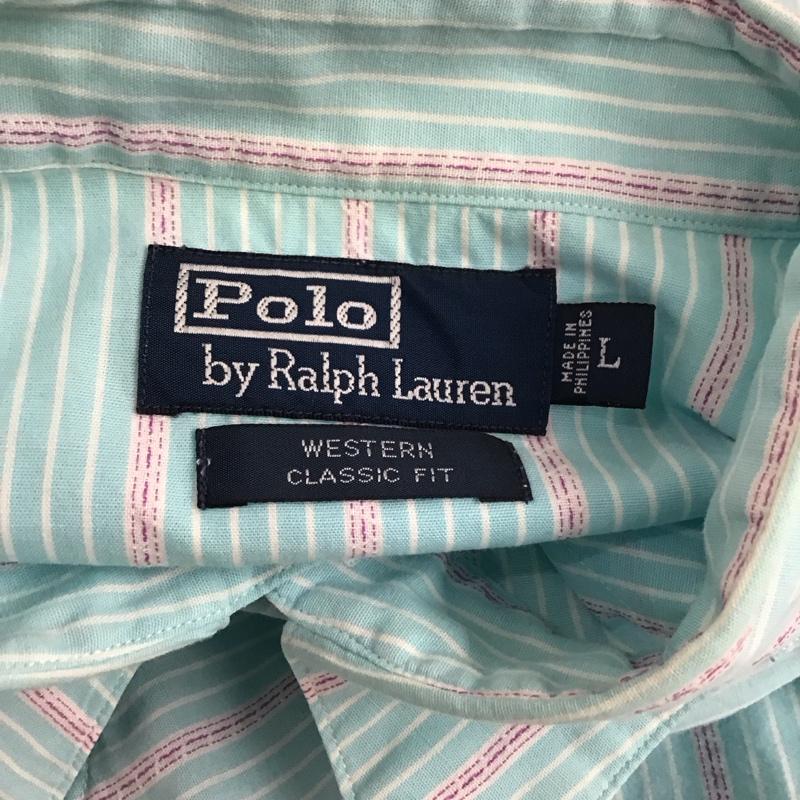 Polo
by Ralph Lauren
MADE IN
PHILIPPINES
L
WESTERN
CLASSIC FIT